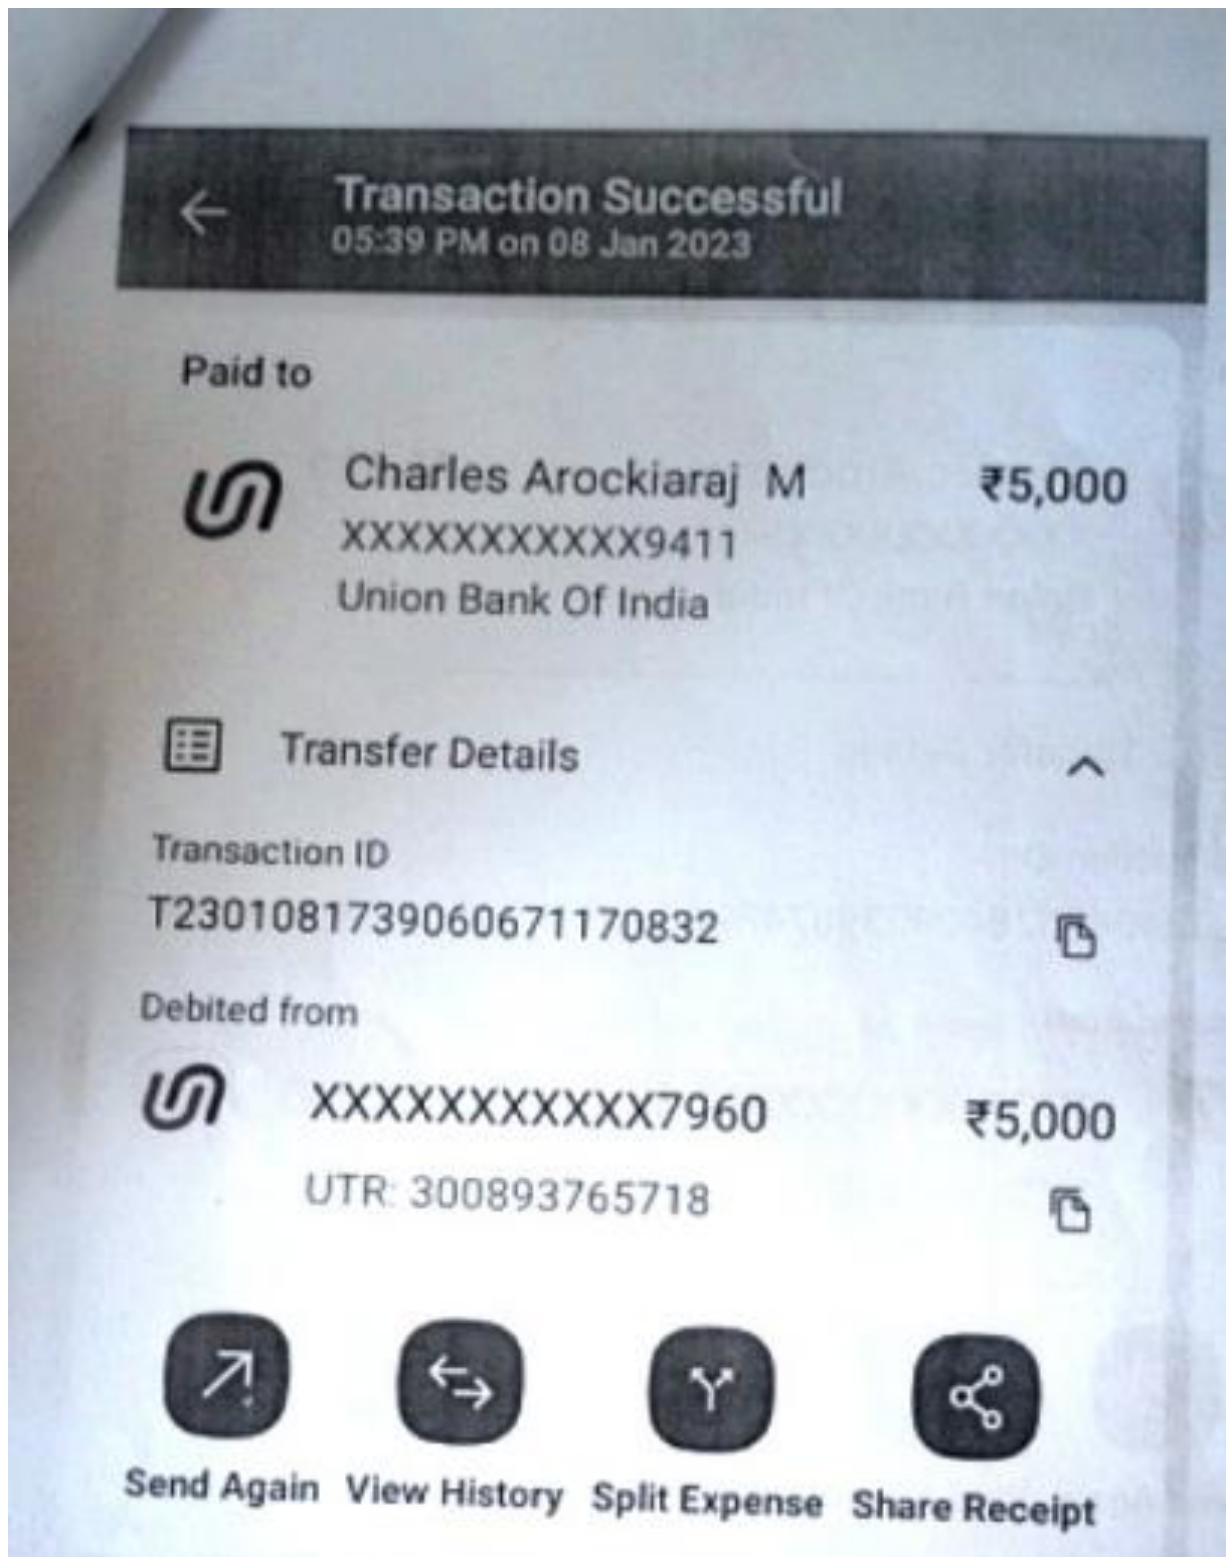 Transaction Successful
05:39 PM on 08 Jan 2023
Paid to
Charles Arockiaraj M ₹5,000
XXXXXXXXXXX9411
Union Bank Of India
Transfer Details
Transaction ID
T2301081739060671170832
Debited from
XXXXXXXXXXX7960 ₹5,000
UTR: 300893765718
Send Again View History Split Expense Share Receipt